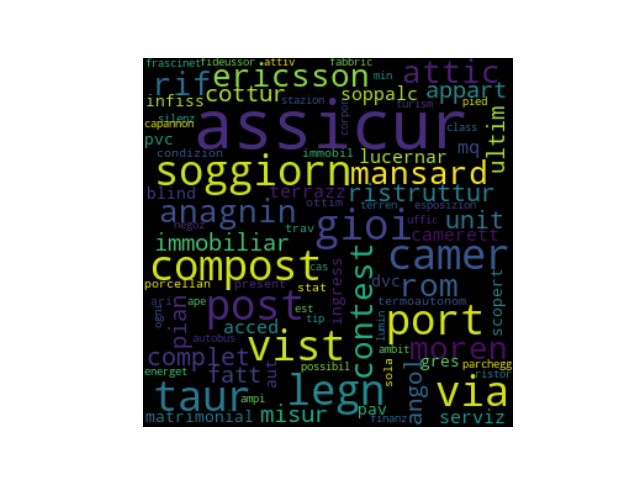 frascinet fideussor attiv fabbric
rif ericsson attic
min
cottur soppalc appart
infiss stazion turism pied
silenz corpor ultim
capannon assicur class
pvc
condizion immobil lucernar mq
soggiorn mansard
blind terrazz ristruttur
ottim terren esposizion
anagnin gioi uffic unit
negoz trav camerett
immobiliar camer
compost cas
contest dvc rom scopert
porcellan present stat termoautonom
ari ape ingress
post est port
ogni pian acced tip lumin
autobus vist moren
complet ambit gres parchegg
energet fatt aut possibil sola ristor
taur legn angol via
ampi pav
matrimonial misur finanz serviz